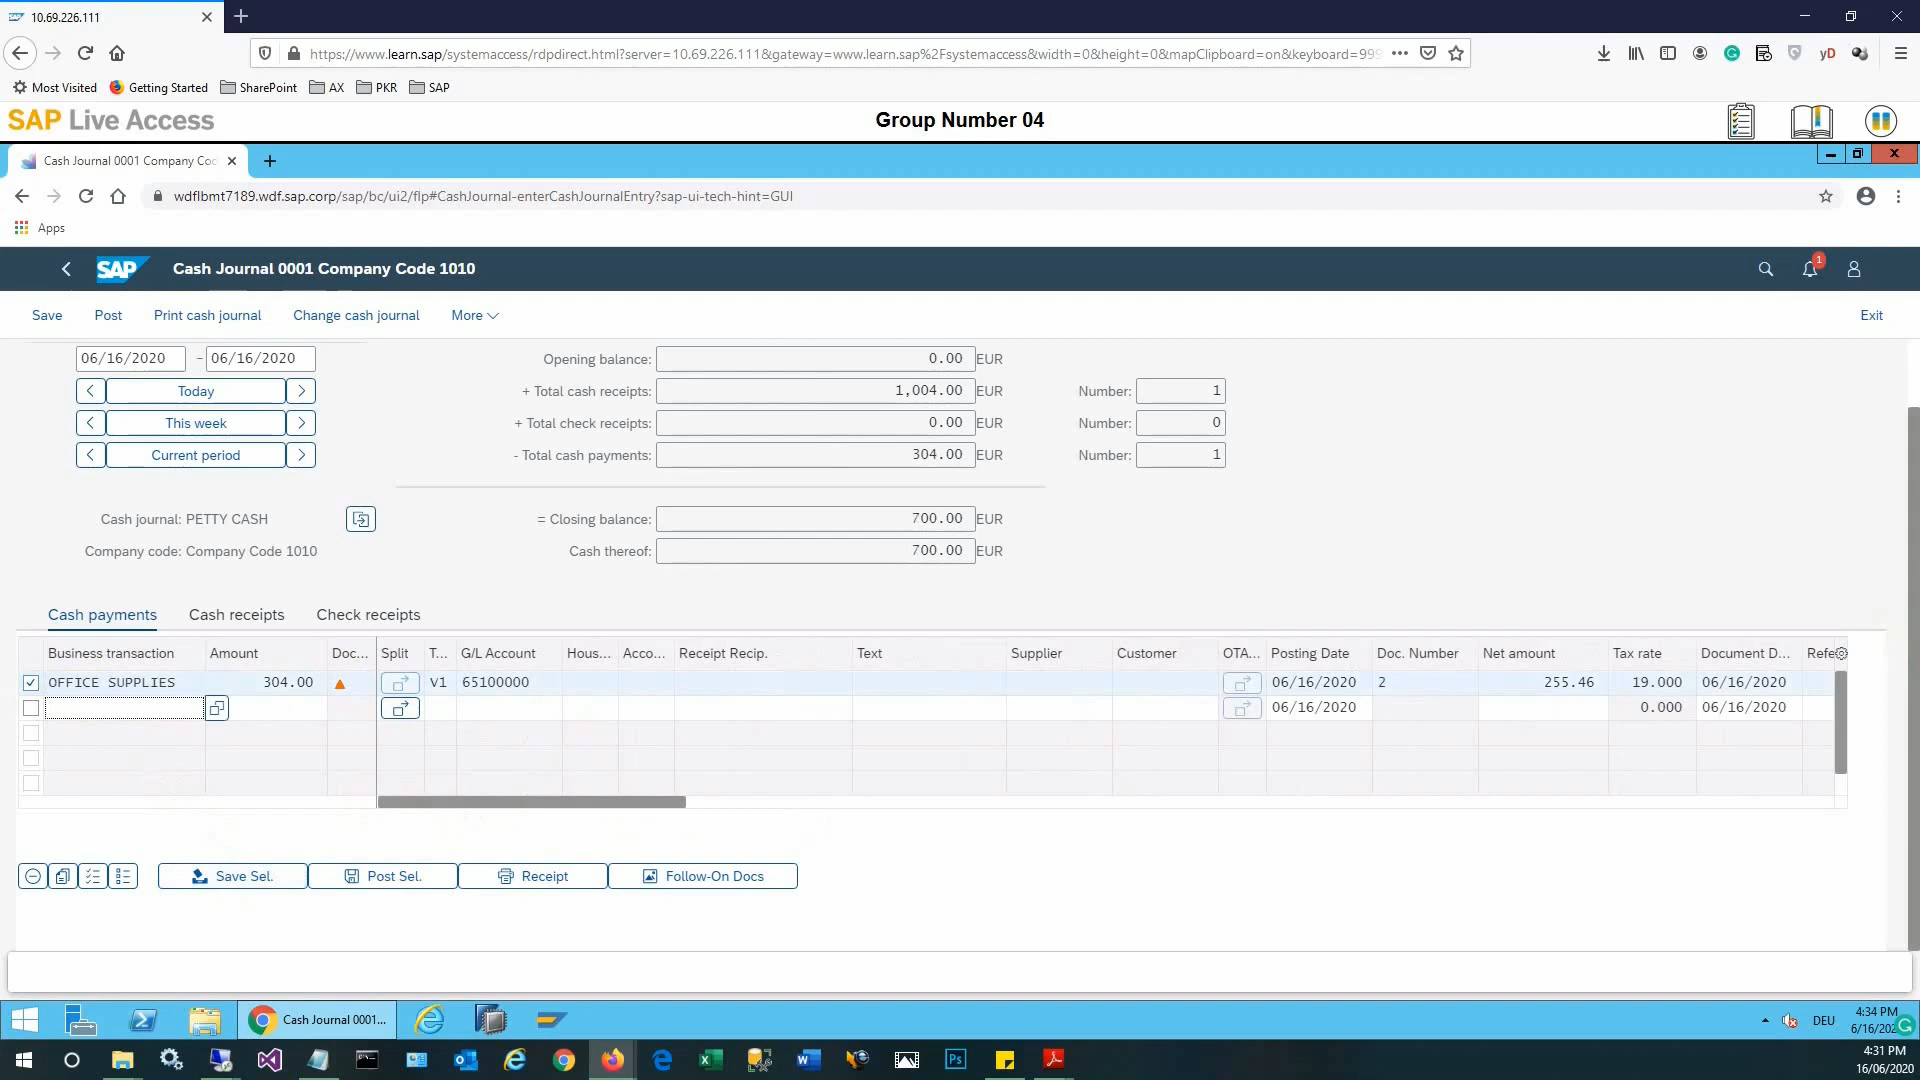 10.69.226.111
https://www.learn.sap/systemaccess/rdpdirect.html?server=10.69.226.111&gateway=www.learn.sap%2Fsystemaccess&width=0&height=0&mapClipboard=on&keyboard=999
Most Visited Getting Started SharePoint AX PKR SAP
SAP Live Access Group Number 04
Cash Journal 0001 Company Co
wdflbmt7189.wdf.sap.corp/sap/bc/ui2/flp#CashJournal-enterCashJournalEntry?sap-ui-tech-hint=GUI
Apps
SAP Cash Journal 0001 Company Code 1010 1
Save Post Print cash journal Change cash journal More Exit
06/16/2020 - 06/16/2020 Opening balance: 0.00 EUR
Today + Total cash receipts: 1,004.00 EUR Number: 1
This week + Total check receipts: 0.00 EUR Number: 0
Current period - Total cash payments: 304.00 EUR Number: 1
Cash journal: PETTY CASH = Closing balance: 700.00 EUR
Company code: Company Code 1010 Cash thereof: 700.00 EUR
Cash payments Cash receipts Check receipts
Business transaction Amount Doc... Split T... G/L Account Hous... Acco... Receipt Recip. Text Supplier Customer OTA... Posting Date Doc. Number Net amount Tax rate Document D... Refe
OFFICE SUPPLIES 304.00 V1 65100000 06/16/2020 2 255.46 19.000 06/16/2020
06/16/2020 0.000 06/16/2020
Save Sel. Post Sel. Receipt Follow-On Docs
Cash Journal 0001... DEU 4:34 PM
6/16/202
yD
Ps
4:31 PM
16/06/2020